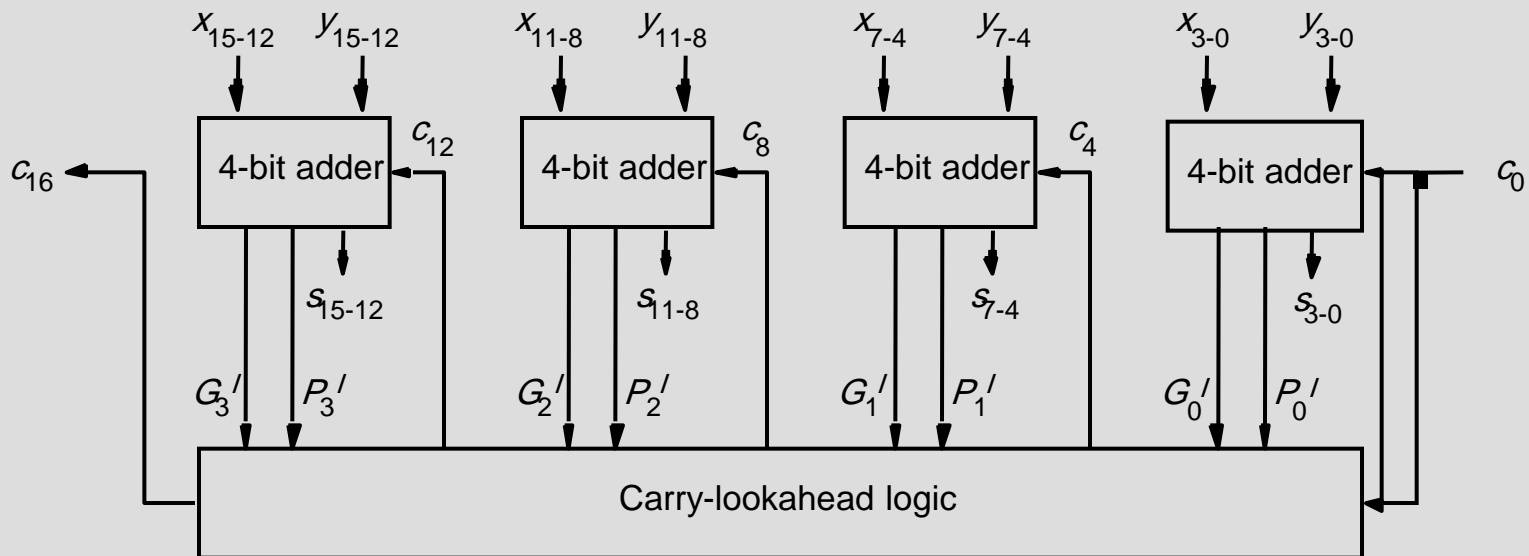 x15-12 y15-12 x11-8 y11-8 x7-4 y7-4 x3-0 y3-0
c16 4-bit adder c12 4-bit adder c8 4-bit adder c4 4-bit adder c0
s15-12 s11-8 s7-4 s3-0
G3′ P3′ G2′ P2′ G1′ P1′ G0′ P0′
Carry-lookahead logic